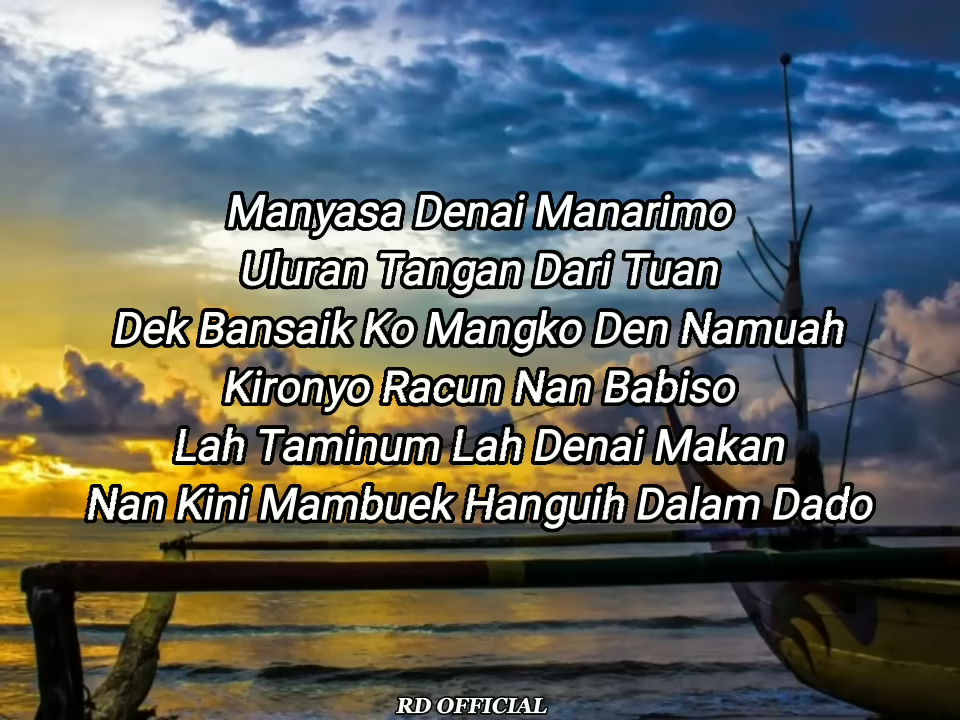 Manyasa Denai Manarimo
Uluran Tangan Dari Tuan
Dek Bansaik Ko Mangko Den Namuah
Kironyo Racun Nan Babiso
Lah Taminum Lah Denai Makan
Nan Kini Mambuek Hanguih Dalam Dado
RD OFFICIAL